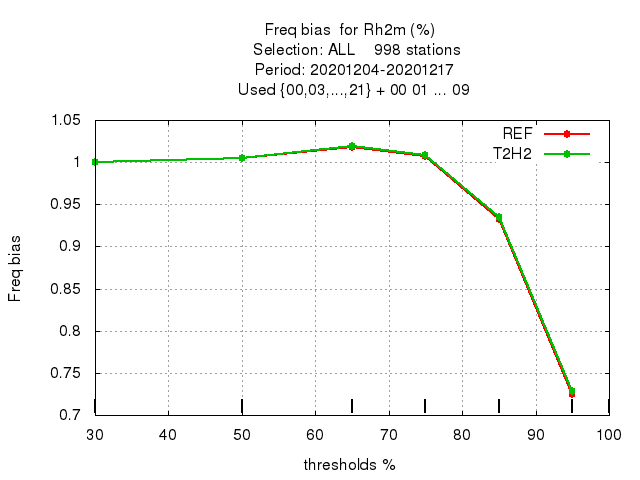 Freq bias  for Rh2m (%)
Selection: ALL    998 stations
Period: 20201204-20201217
Used {00,03,...,21} + 00 01 ... 09
REF
T2H2
1.05
1
0.95
0.9
0.85
0.8
0.75
0.7
Freq bias
30 40 50 60 70 80 90 100
thresholds %